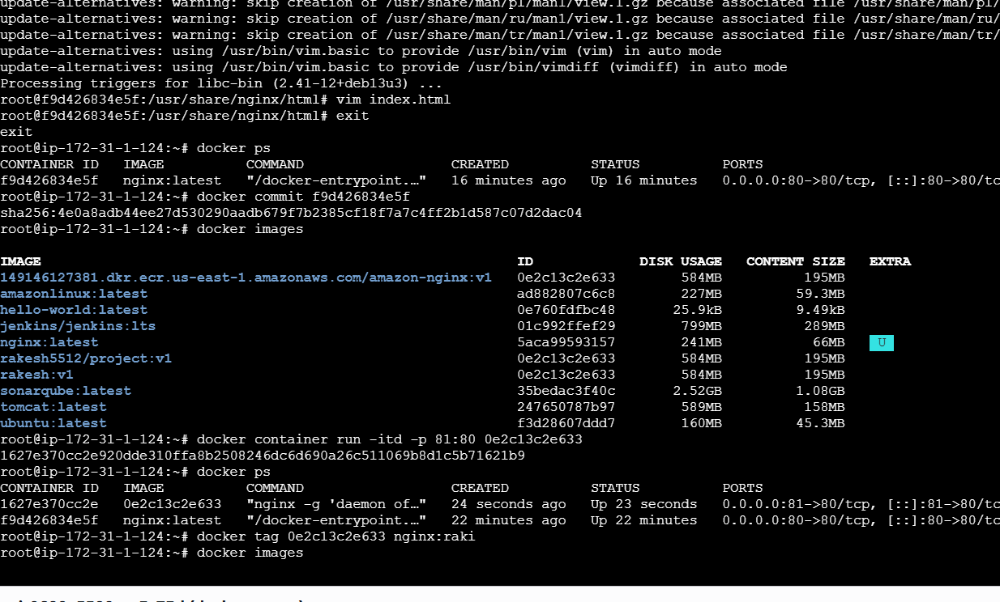 update-alternatives: warning: skip creation of /usr/share/man/pl/man1/view.1.gz because associated file /usr/share/man/pl/
update-alternatives: warning: skip creation of /usr/share/man/ru/man1/view.1.gz because associated file /usr/share/man/ru/
update-alternatives: warning: skip creation of /usr/share/man/tr/man1/view.1.gz because associated file /usr/share/man/tr/
update-alternatives: using /usr/bin/vim.basic to provide /usr/bin/vim (vim) in auto mode
update-alternatives: using /usr/bin/vim.basic to provide /usr/bin/vimdiff (vimdiff) in auto mode
Processing triggers for libc-bin (2.41-12+deb13u3) ...
root@f9d426834e5f:/usr/share/nginx/html# vim index.html
root@f9d426834e5f:/usr/share/nginx/html# exit
exit
root@ip-172-31-1-124:~# docker ps
CONTAINER ID   IMAGE          COMMAND                  CREATED          STATUS          PORTS
f9d426834e5f   nginx:latest   "/docker-entrypoint.…"   16 minutes ago   Up 16 minutes   0.0.0.0:80->80/tcp, [::]:80->80/tc
root@ip-172-31-1-124:~# docker commit f9d426834e5f
sha256:4e0a8adb44ee27d530290aadb679f7b2385cf18f7a7c4ff2b1d587c07d2dac04
root@ip-172-31-1-124:~# docker images
IMAGE   ID   DISK USAGE   CONTENT SIZE   EXTRA
149146127381.dkr.ecr.us-east-1.amazonaws.com/amazon-nginx:v1   0e2c13c2e633   584MB   195MB
amazonlinux:latest   ad882807c6c8   227MB   59.3MB
hello-world:latest   0e760fdfbc48   25.9kB   9.49kB
jenkins/jenkins:lts   01c992ffef29   799MB   289MB
nginx:latest   5aca99593157   241MB   66MB   U
rakesh5512/project:v1   0e2c13c2e633   584MB   195MB
rakesh:v1   0e2c13c2e633   584MB   195MB
sonarqube:latest   35bedac3f40c   2.52GB   1.08GB
tomcat:latest   247650787b97   589MB   158MB
ubuntu:latest   f3d28607ddd7   160MB   45.3MB
root@ip-172-31-1-124:~# docker container run -itd -p 81:80 0e2c13c2e633
1627e370cc2e920dde310ffa8b2508246dc6d690a26c511069b8d1c5b71621b9
root@ip-172-31-1-124:~# docker ps
CONTAINER ID   IMAGE          COMMAND                  CREATED          STATUS          PORTS
1627e370cc2e   0e2c13c2e633   "nginx -g 'daemon of…"   24 seconds ago   Up 23 seconds   0.0.0.0:81->80/tcp, [::]:81->80/tc
f9d426834e5f   nginx:latest   "/docker-entrypoint.…"   22 minutes ago   Up 22 minutes   0.0.0.0:80->80/tcp, [::]:80->80/tc
root@ip-172-31-1-124:~# docker tag 0e2c13c2e633 nginx:raki
root@ip-172-31-1-124:~# docker images